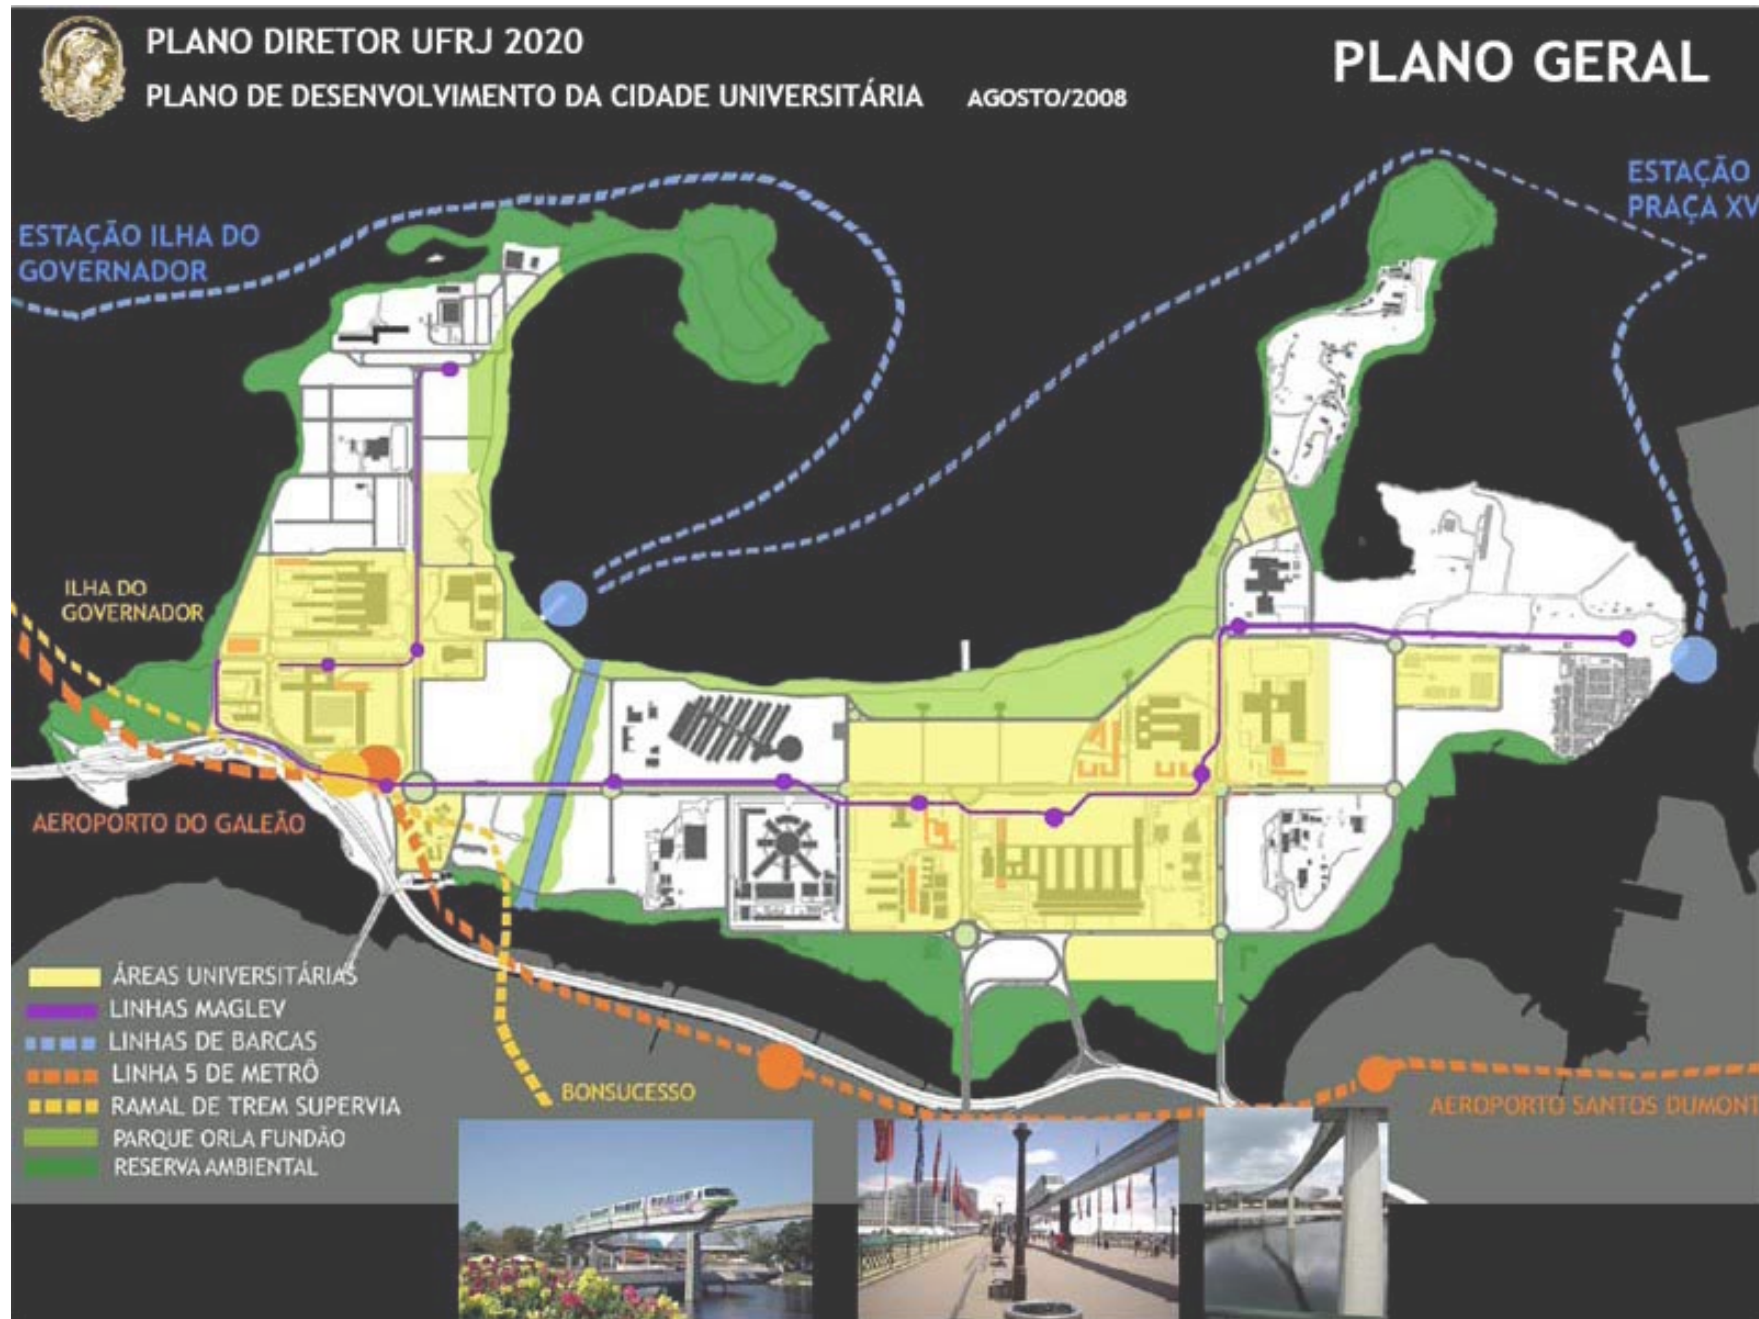 PLANO DIRETOR UFRJ 2020
PLANO DE DESENVOLVIMENTO DA CIDADE UNIVERSITÁRIA AGOSTO/2008
PLANO GERAL
ESTAÇÃO
PRAÇA XV
ESTAÇÃO ILHA DO
GOVERNADOR
ILHA DO
GOVERNADOR
AEROPORTO DO GALEÃO
ÁREAS UNIVERSITÁRIAS
LINHAS MAGLEV
LINHAS DE BARCAS
LINHA 5 DE METRÔ
RAMAL DE TREM SUPERVIA
PARQUE ORLA FUNDÃO
RESERVA AMBIENTAL
BONSUCESSO
AEROPORTO SANTOS DUMONT